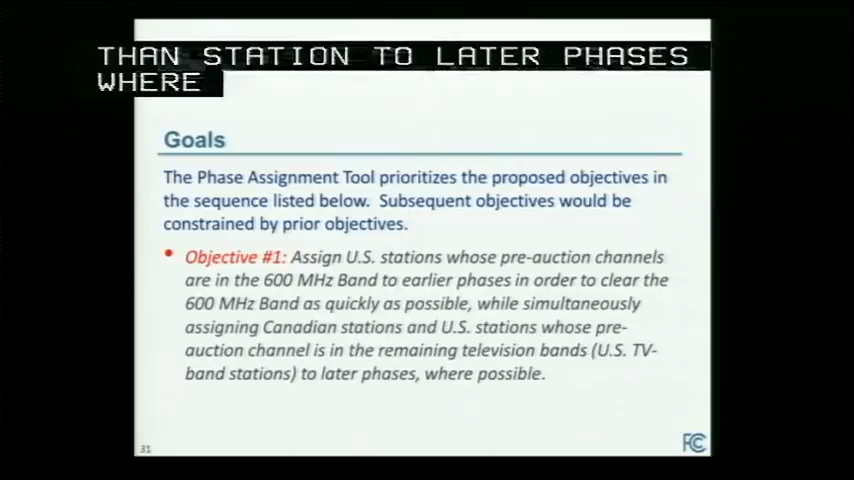 THAN STATION TO LATER PHASES
WHERE
Goals
The Phase Assignment Tool prioritizes the proposed objectives in
the sequence listed below. Subsequent objectives would be
constrained by prior objectives.
• Objective #1: Assign U.S. stations whose pre-auction channels
are in the 600 MHz Band to earlier phases in order to clear the
600 MHz Band as quickly as possible, while simultaneously
assigning Canadian stations and U.S. stations whose pre-
auction channel is in the remaining television bands (U.S. TV-
band stations) to later phases, where possible.
31
FCC